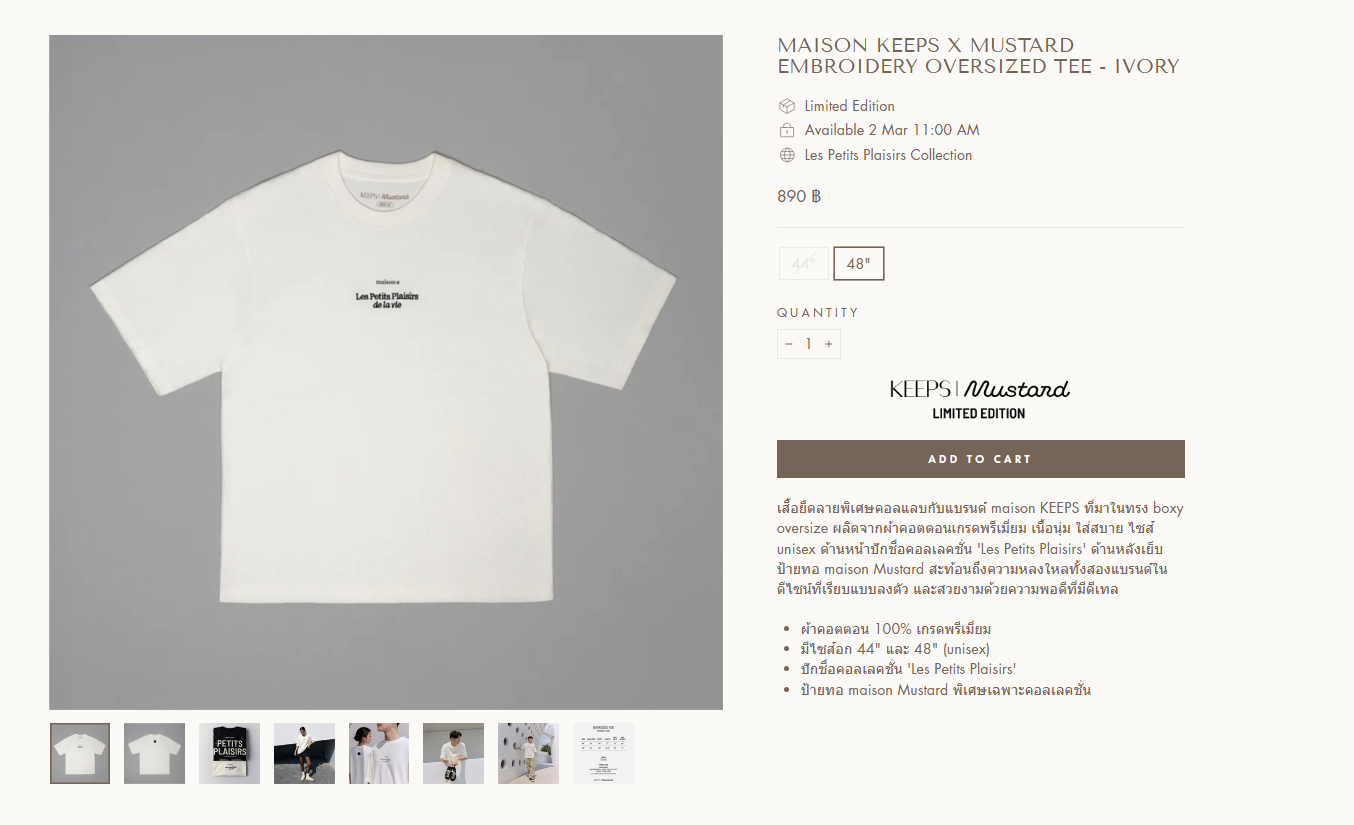 MAISON KEEPS X MUSTARD
EMBROIDERY OVERSIZED TEE - IVORY
Limited Edition
Available 2 Mar 11:00 AM
Les Petits Plaisirs Collection
890 ฿
44"
48"
QUANTITY
− 1 +
KEEPS | Mustard
LIMITED EDITION
ADD TO CART
เสื้อยืดลายพิเศษคอลแลบกับแบรนด์ maison KEEPS ที่มาในทรง boxy
oversize ผลิตจากผ้าคอตตอนเกรดพรีเมี่ยม เนื้อนุ่ม ใส่สบาย ไซส์
unisex ด้านหน้าปักชื่อคอลเลคชั่น 'Les Petits Plaisirs' ด้านหลังเย็บ
ป้ายทอ maison Mustard สะท้อนถึงความหลงใหลทั้งสองแบรนด์ใน
ดีไซน์ที่เรียบแบบลงตัว และสวยงามด้วยความพอดีที่มีดีเทล
ผ้าคอตตอน 100% เกรดพรีเมี่ยม
มีไซส์อก 44" และ 48" (unisex)
ปักชื่อคอลเลคชั่น 'Les Petits Plaisirs'
ป้ายทอ maison Mustard พิเศษเฉพาะคอลเลคชั่น
KEEPS | Mustard
Les Petits Plaisirs
de la vie
PETITS
PLAISIRS